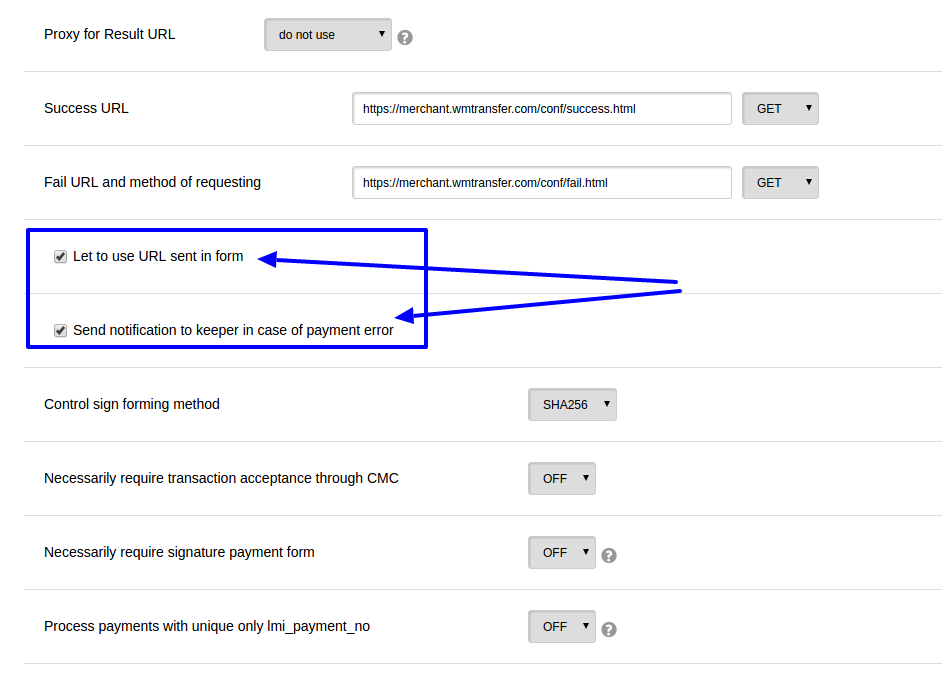 Proxy for Result URL do not use
Success URL https://merchant.wmtransfer.com/conf/success.html GET
Fail URL and method of requesting https://merchant.wmtransfer.com/conf/fail.html GET
Let to use URL sent in form
Send notification to keeper in case of payment error
Control sign forming method SHA256
Necessarily require transaction acceptance through CMC OFF
Necessarily require signature payment form OFF
Process payments with unique only lmi_payment_no OFF